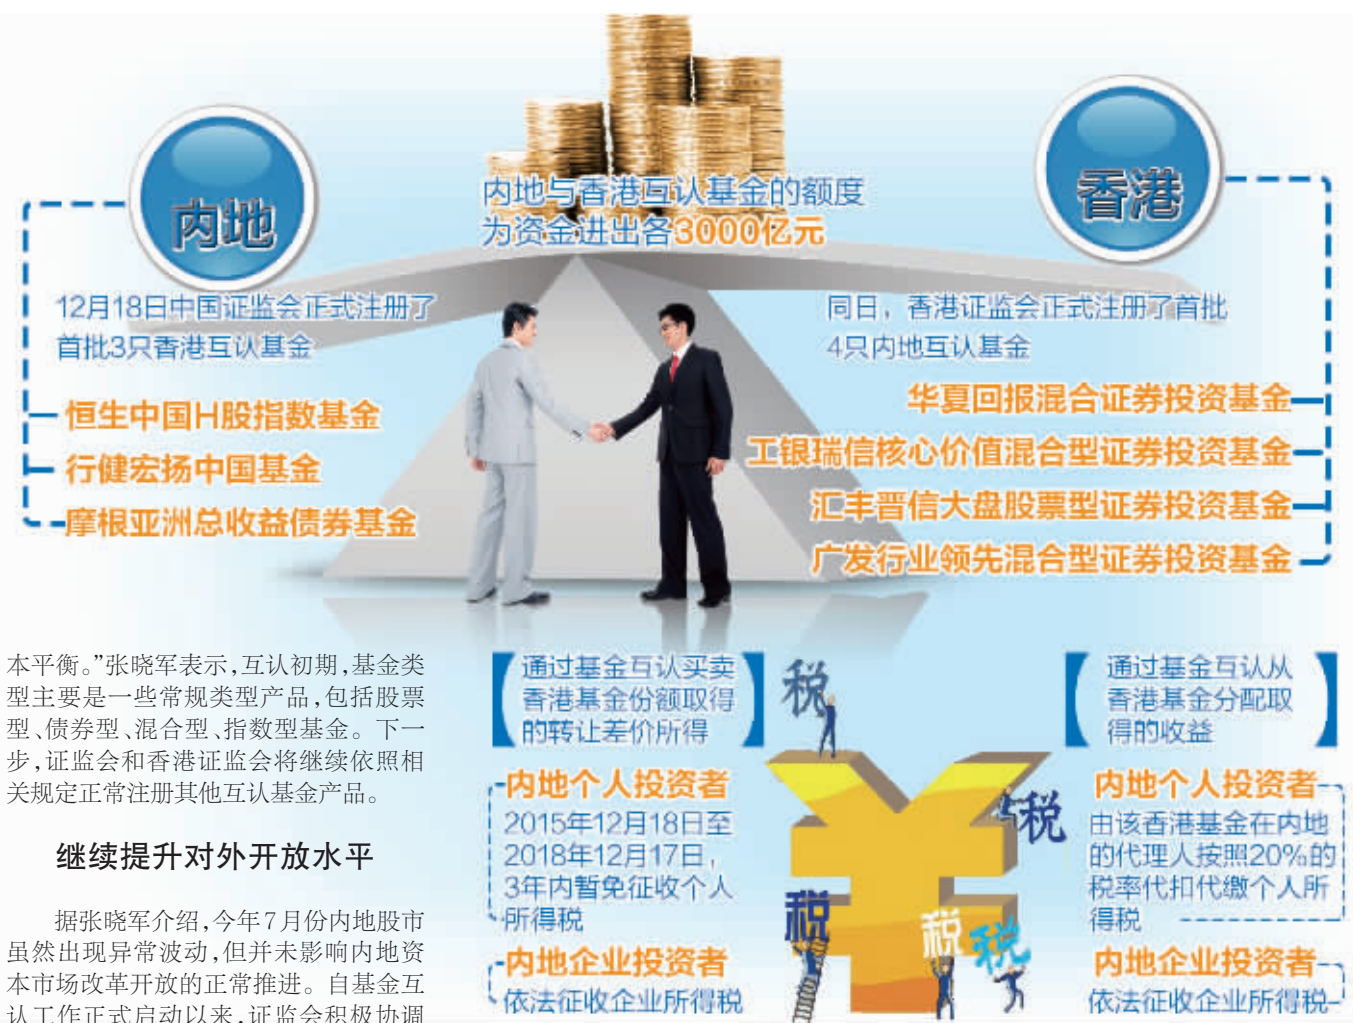 内地与香港互认基金的额度
为资金进出各3000亿元
内地
12月18日中国证监会正式注册了
首批3只香港互认基金
恒生中国H股指数基金
行健宏扬中国基金
摩根亚洲总收益债券基金
香港
同日，香港证监会正式注册了首批
4只内地互认基金
华夏回报混合证券投资基金
工银瑞信核心价值混合型证券投资基金
汇丰晋信大盘股票型证券投资基金
广发行业领先混合型证券投资基金
本平衡。”张晓军表示，互认初期，基金类
型主要是一些常规类型产品，包括股票
型、债券型、混合型、指数型基金。下一
步，证监会和香港证监会将继续依照相
关规定正常注册其他互认基金产品。
继续提升对外开放水平
据张晓军介绍，今年7月份内地股市
虽然出现异常波动，但并未影响内地资
本市场改革开放的正常推进。自基金互
认工作正式启动以来，证监会积极协调
【通过基金互认买卖
香港基金份额取得
的转让差价所得】
内地个人投资者
2015年12月18日至
2018年12月17日，
3年内暂免征收个人
所得税
内地企业投资者
依法征收企业所得税
税
税
税
税
税
【通过基金互认从
香港基金分配取
得的收益】
内地个人投资者
由该香港基金在内地
的代理人按照20%的
税率代扣代缴个人所
得税
内地企业投资者
依法征收企业所得税